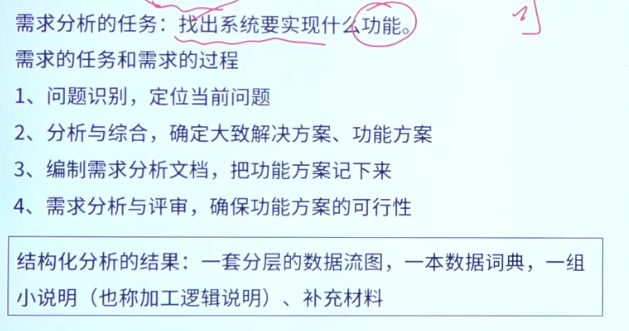 需求分析的任务：找出系统要实现什么功能。
需求的任务和需求的过程
1、问题识别，定位当前问题
2、分析与综合，确定大致解决方案、功能方案
3、编制需求分析文档，把功能方案记下来
4、需求分析与评审，确保功能方案的可行性
结构化分析的结果：一套分层的数据流图，一本数据词典，一组
小说明（也称加工逻辑说明）、补充材料